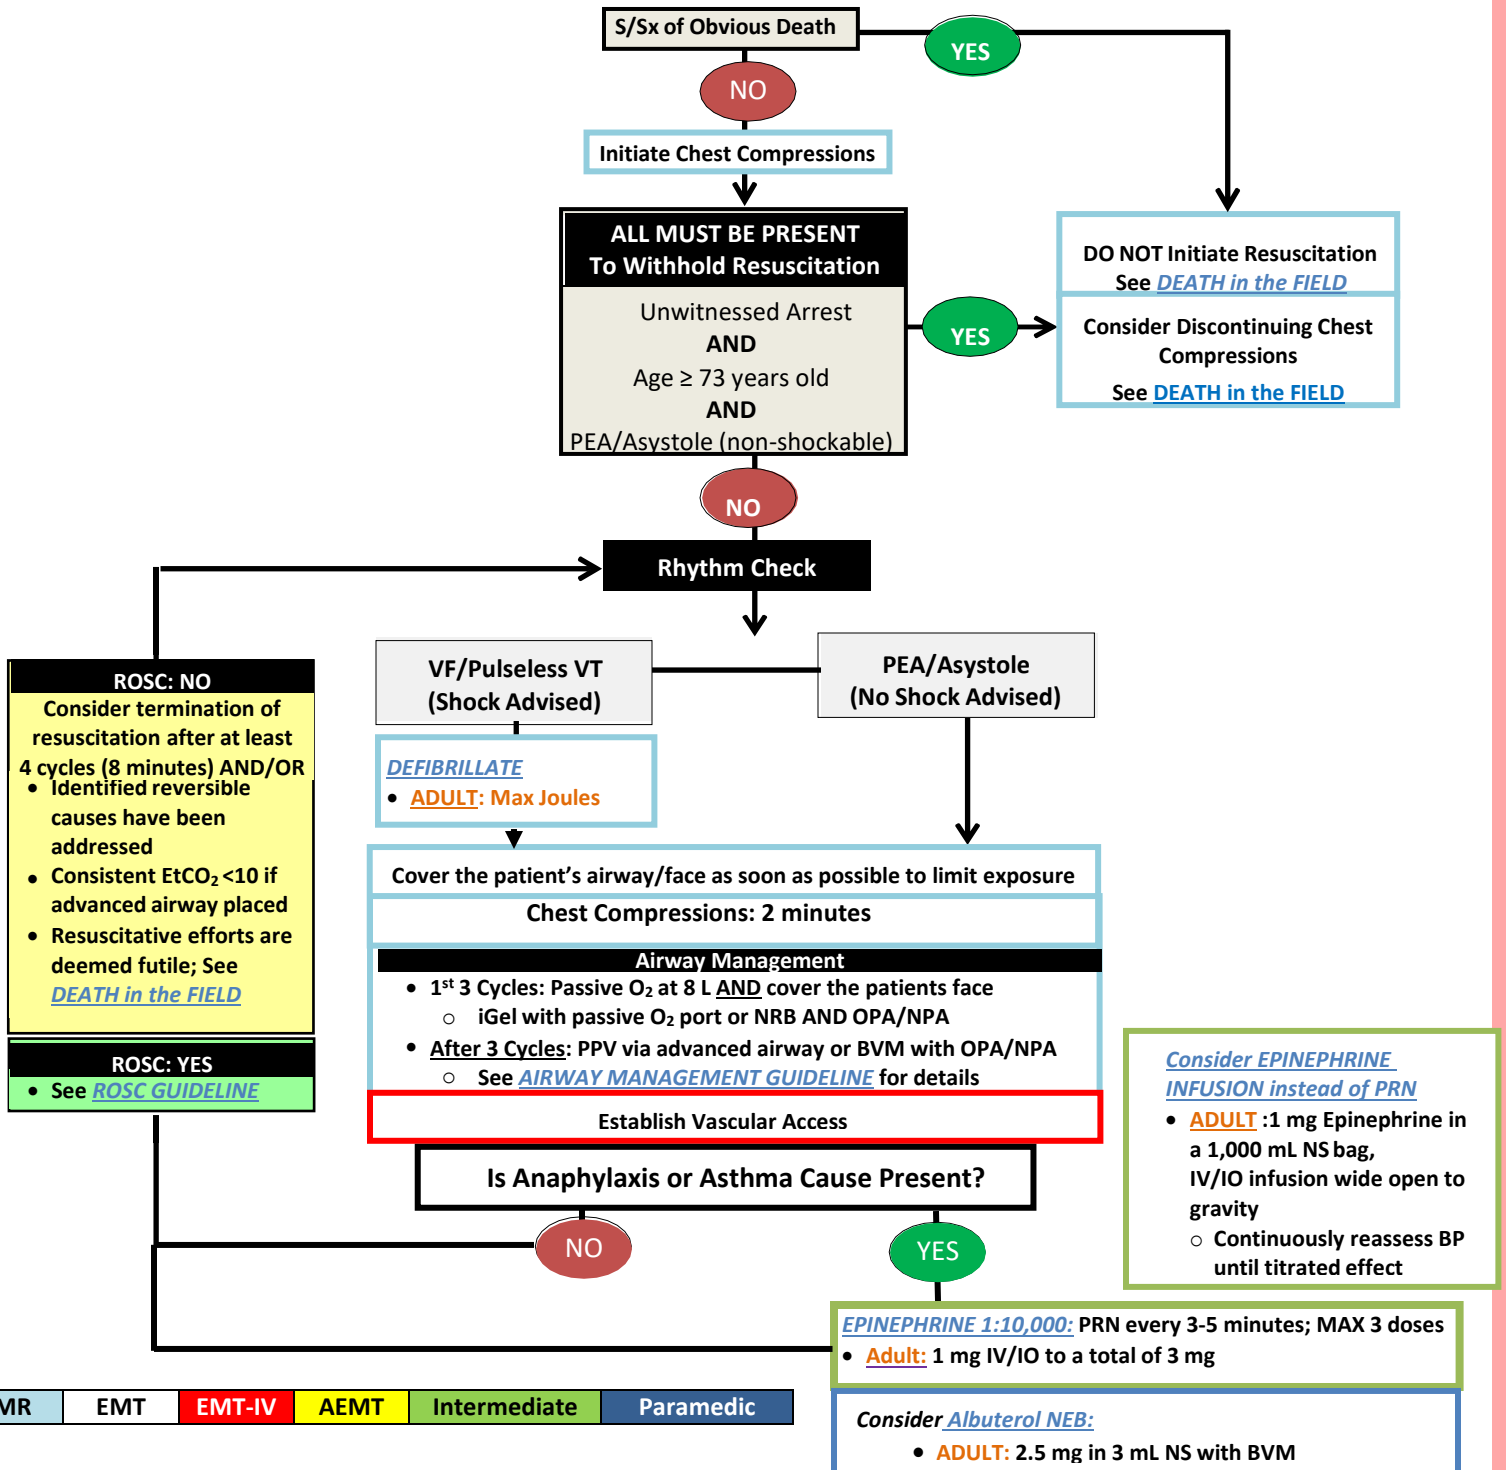 S/Sx of Obvious Death
YES
NO
Initiate Chest Compressions
ALL MUST BE PRESENT
To Withhold Resuscitation
Unwitnessed Arrest
AND
Age ≥ 73 years old
AND
PEA/Asystole (non-shockable)
YES
DO NOT Initiate Resuscitation
See DEATH in the FIELD
Consider Discontinuing Chest
Compressions
See DEATH in the FIELD
NO
Rhythm Check
VF/Pulseless VT
(Shock Advised)
PEA/Asystole
(No Shock Advised)
ROSC: NO
Consider termination of
resuscitation after at least
4 cycles (8 minutes) AND/OR
• Identified reversible
causes have been
addressed
• Consistent EtCO₂ <10 if
advanced airway placed
• Resuscitative efforts are
deemed futile; See
DEATH in the FIELD
ROSC: YES
• See ROSC GUIDELINE
DEFIBRILLATE
• ADULT: Max Joules
Cover the patient’s airway/face as soon as possible to limit exposure
Chest Compressions: 2 minutes
Airway Management
• 1st 3 Cycles: Passive O₂ at 8 L AND cover the patients face
o iGel with passive O₂ port or NRB AND OPA/NPA
• After 3 Cycles: PPV via advanced airway or BVM with OPA/NPA
o See AIRWAY MANAGEMENT GUIDELINE for details
Establish Vascular Access
Is Anaphylaxis or Asthma Cause Present?
NO
YES
Consider EPINEPHRINE
INFUSION instead of PRN
• ADULT :1 mg Epinephrine in
a 1,000 mL NS bag,
IV/IO infusion wide open to
gravity
o Continuously reassess BP
until titrated effect
EPINEPHRINE 1:10,000: PRN every 3-5 minutes; MAX 3 doses
• Adult: 1 mg IV/IO to a total of 3 mg
Consider Albuterol NEB:
• ADULT: 2.5 mg in 3 mL NS with BVM
MR EMT EMT-IV AEMT Intermediate Paramedic